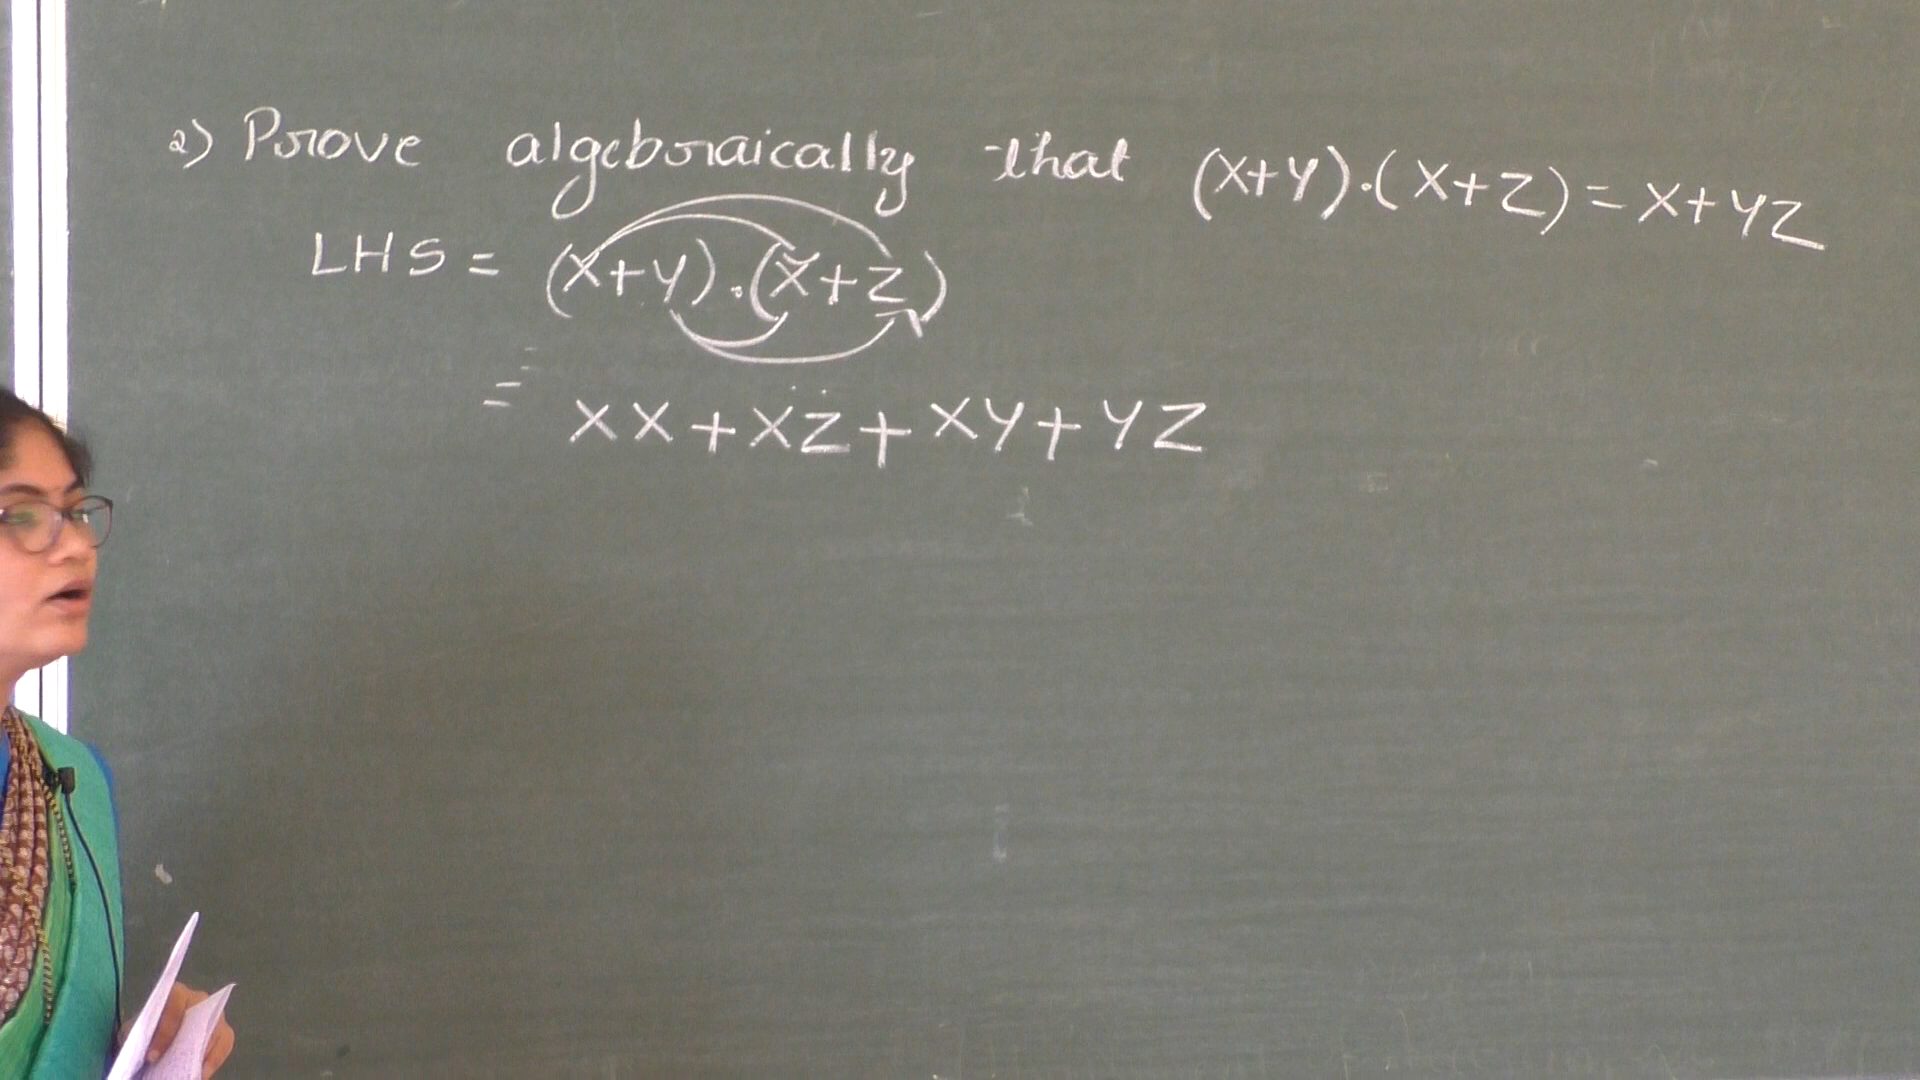 2) Prove algebraically that (X+Y).(X+Z) = X+YZ
LHS = (X+Y).(X+Z)
= XX+XZ+XY+YZ